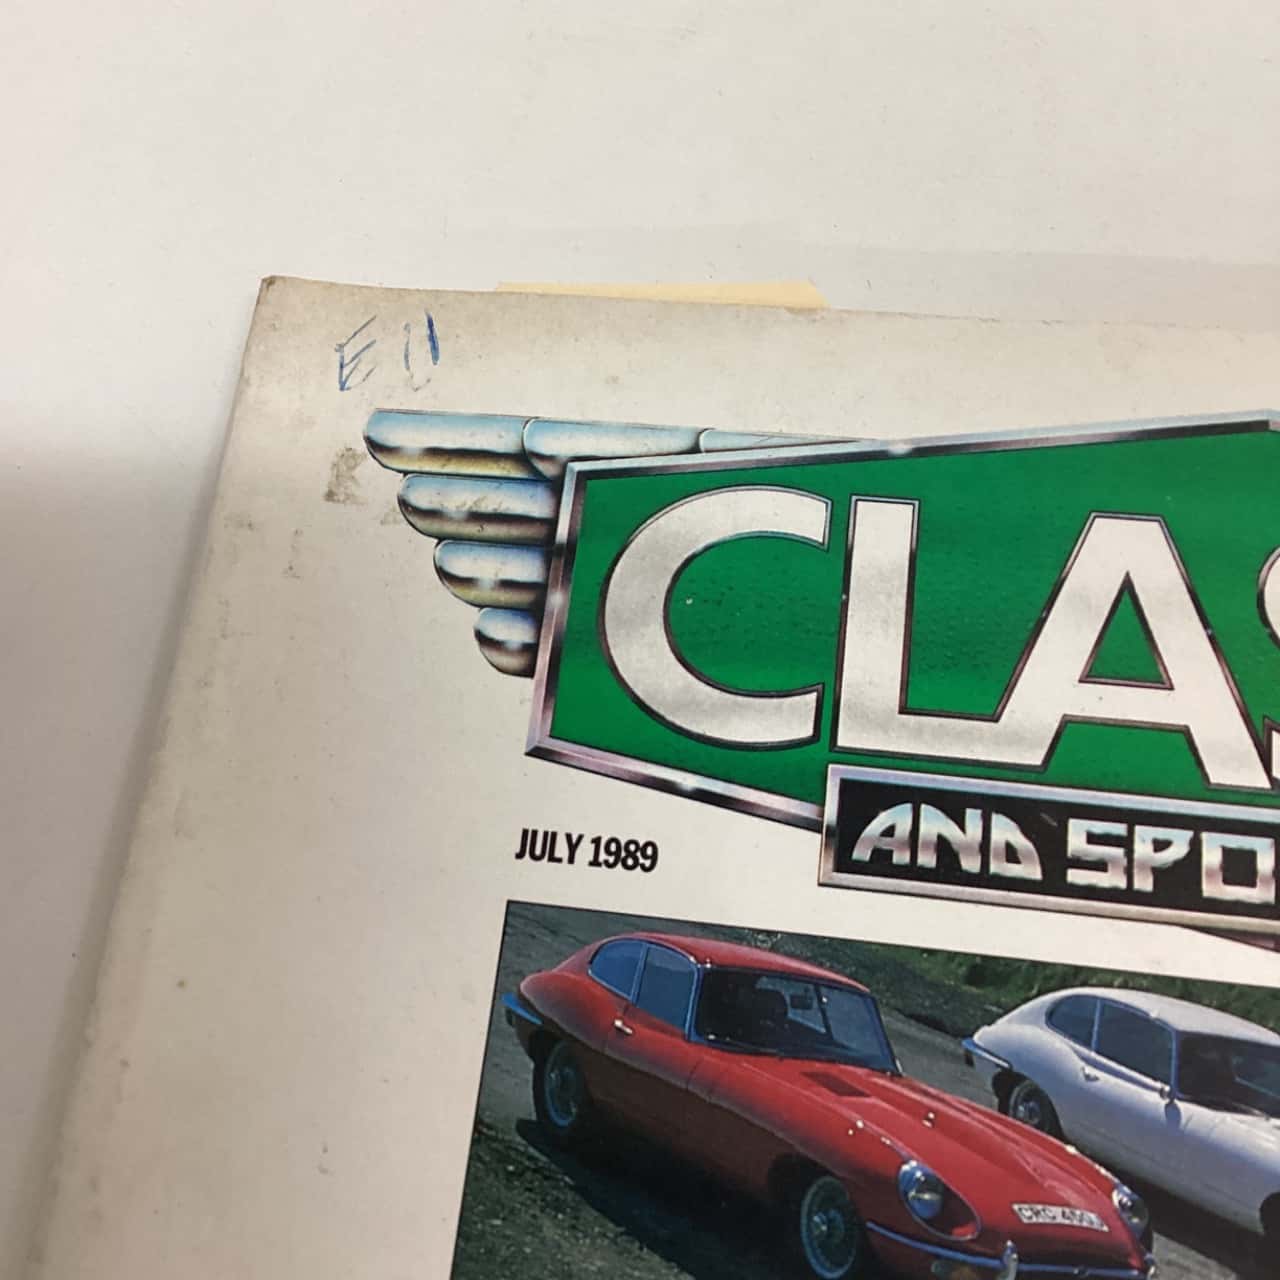 E11
CLAS
AND SPO
JULY 1989